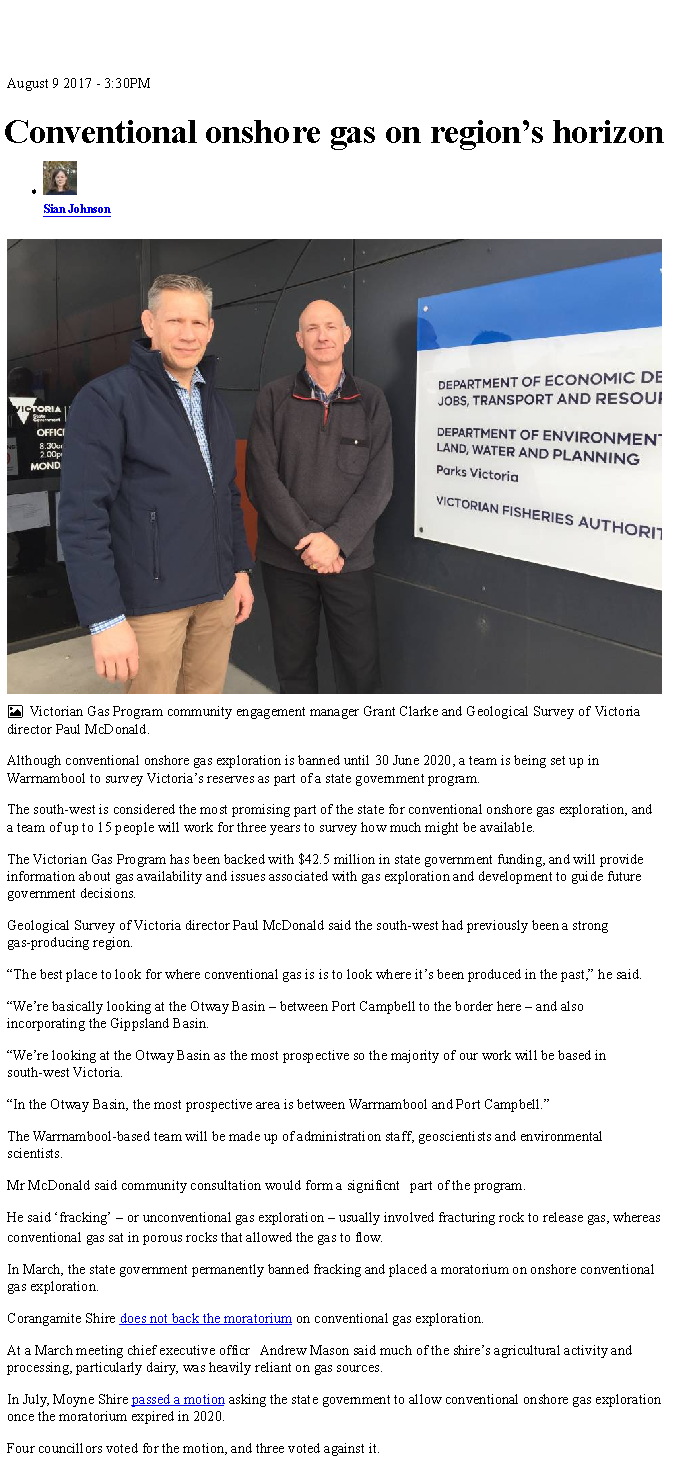 August 9 2017 - 3:30PM
Conventional onshore gas on region’s horizon
Sian Johnson
VICTORIA
State
Government
OFFIC
8.30a
2.00p
MOND
DEPARTMENT OF ECONOMIC DE
JOBS, TRANSPORT AND RESOU
DEPARTMENT OF ENVIRONMENT
LAND, WATER AND PLANNING
Parks Victoria
VICTORIAN FISHERIES AUTHORIT
Victorian Gas Program community engagement manager Grant Clarke and Geological Survey of Victoria
director Paul McDonald.
Although conventional onshore gas exploration is banned until 30 June 2020, a team is being set up in
Warrnambool to survey Victoria’s reserves as part of a state government program.
The south-west is considered the most promising part of the state for conventional onshore gas exploration, and
a team of up to 15 people will work for three years to survey how much might be available.
The Victorian Gas Program has been backed with $42.5 million in state government funding, and will provide
information about gas availability and issues associated with gas exploration and development to guide future
government decisions.
Geological Survey of Victoria director Paul McDonald said the south-west had previously been a strong
gas-producing region.
“The best place to look for where conventional gas is is to look where it’s been produced in the past,” he said.
“We’re basically looking at the Otway Basin – between Port Campbell to the border here – and also
incorporating the Gippsland Basin.
“We’re looking at the Otway Basin as the most prospective so the majority of our work will be based in
south-west Victoria.
“In the Otway Basin, the most prospective area is between Warrnambool and Port Campbell.”
The Warrnambool-based team will be made up of administration staff, geoscientists and environmental
scientists.
Mr McDonald said community consultation would form a significnt part of the program.
He said ‘fracking’ – or unconventional gas exploration – usually involved fracturing rock to release gas, whereas
conventional gas sat in porous rocks that allowed the gas to flow.
In March, the state government permanently banned fracking and placed a moratorium on onshore conventional
gas exploration.
Corangamite Shire does not back the moratorium on conventional gas exploration.
At a March meeting chief executive officr Andrew Mason said much of the shire’s agricultural activity and
processing, particularly dairy, was heavily reliant on gas sources.
In July, Moyne Shire passed a motion asking the state government to allow conventional onshore gas exploration
once the moratorium expired in 2020.
Four councillors voted for the motion, and three voted against it.